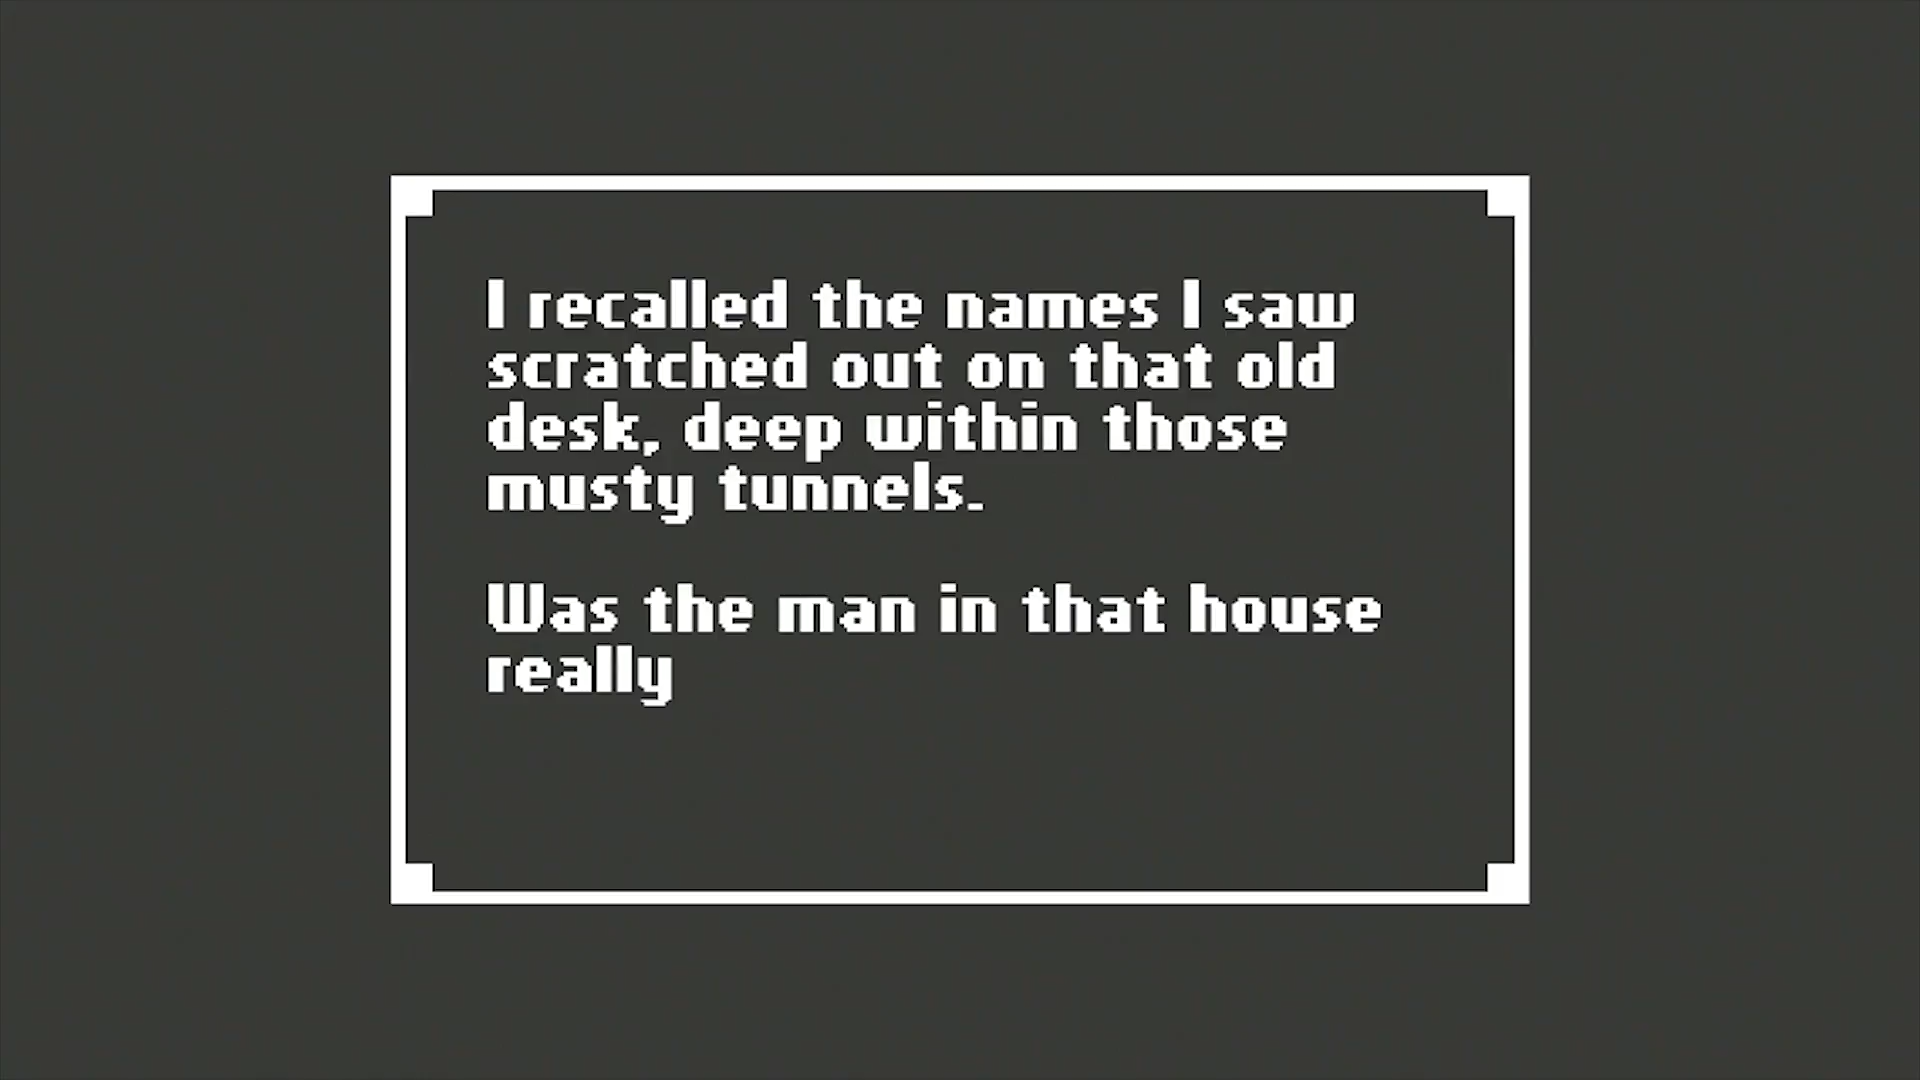 I recalled the names I saw
scratched out on that old
desk, deep within those
musty tunnels.
Was the man in that house
really